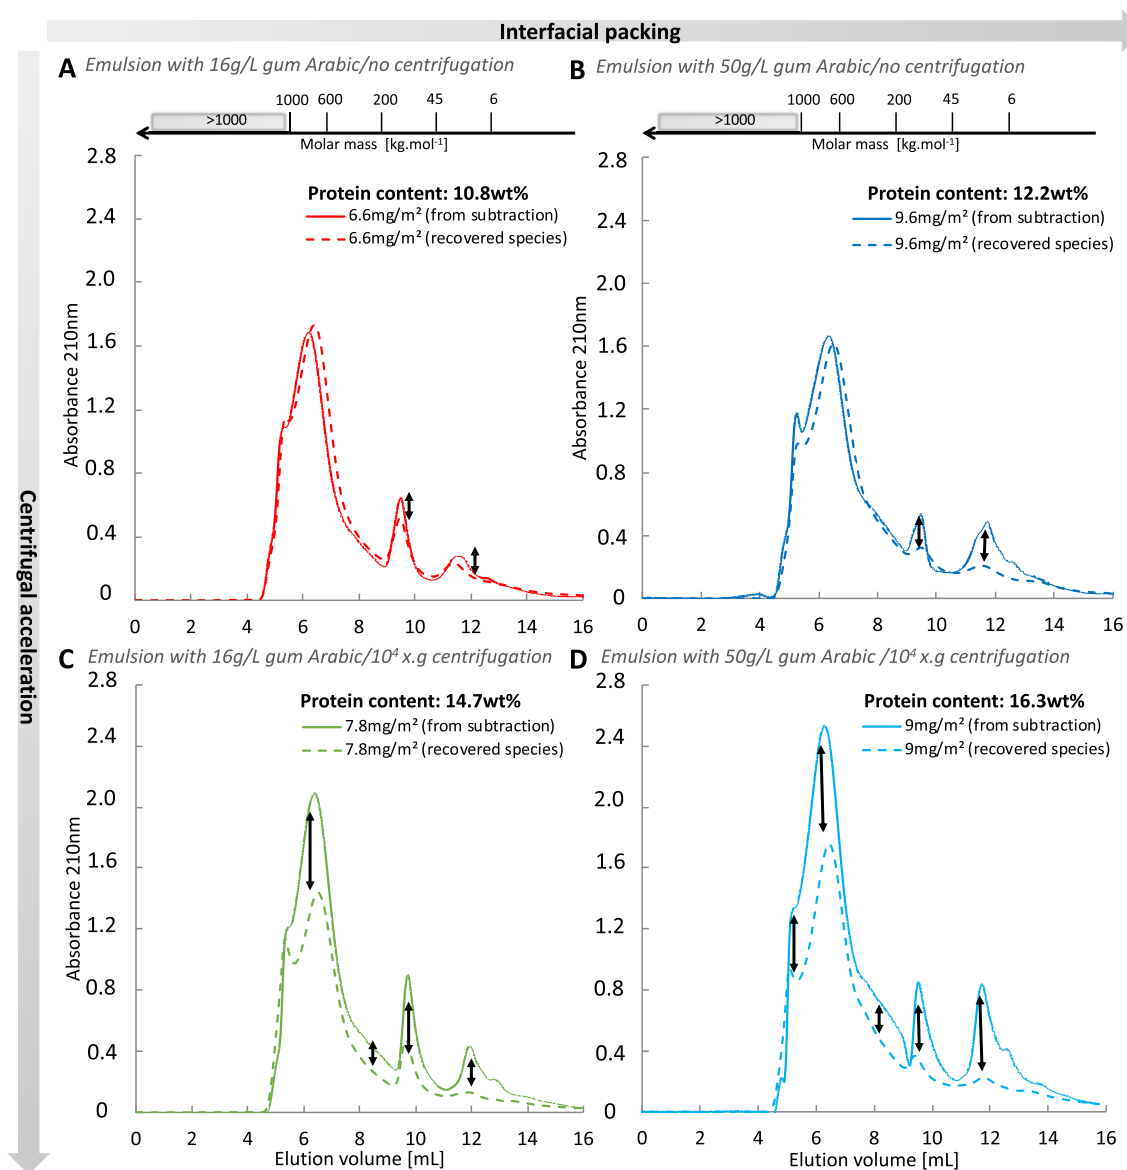 Interfacial packing
Centrifugal acceleration
A Emulsion with 16g/L gum Arabic/no centrifugation
1000 600 200 45 6
>1000
Molar mass [kg.mol⁻¹]
Protein content: 10.8wt%
6.6mg/m² (from subtraction)
6.6mg/m² (recovered species)
Absorbance 210nm
2.8
2.4
2.0
1.6
1.2
0.8
0.4
0
0 2 4 6 8 10 12 14 16
B Emulsion with 50g/L gum Arabic/no centrifugation
1000 600 200 45 6
>1000
Molar mass [kg.mol⁻¹]
Protein content: 12.2wt%
9.6mg/m² (from subtraction)
9.6mg/m² (recovered species)
Absorbance 210nm
2.8
2.4
2.0
1.6
1.2
0.8
0.4
0
0 2 4 6 8 10 12 14 16
C Emulsion with 16g/L gum Arabic/10⁴ x.g centrifugation
Protein content: 14.7wt%
7.8mg/m² (from subtraction)
7.8mg/m² (recovered species)
Absorbance 210nm
2.8
2.4
2.0
1.6
1.2
0.8
0.4
0
0 2 4 6 8 10 12 14 16
Elution volume [mL]
D Emulsion with 50g/L gum Arabic /10⁴ x.g centrifugation
Protein content: 16.3wt%
9mg/m² (from subtraction)
9mg/m² (recovered species)
2.8
2.4
2.0
1.6
1.2
0.8
0.4
0
0 2 4 6 8 10 12 14 16
Elution volume [mL]